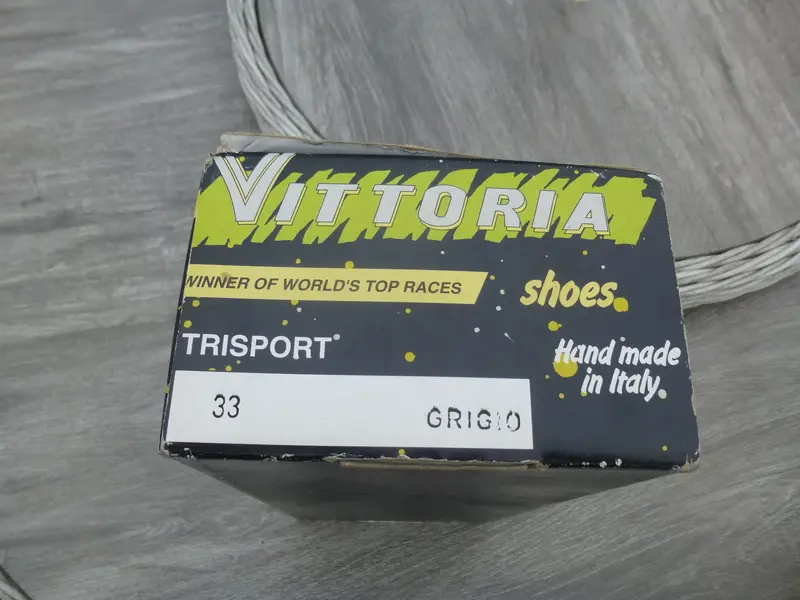 VITTORIA
WINNER OF WORLD'S TOP RACES
shoes.
TRISPORT
Hand made
in Italy.
33 GRIGIO